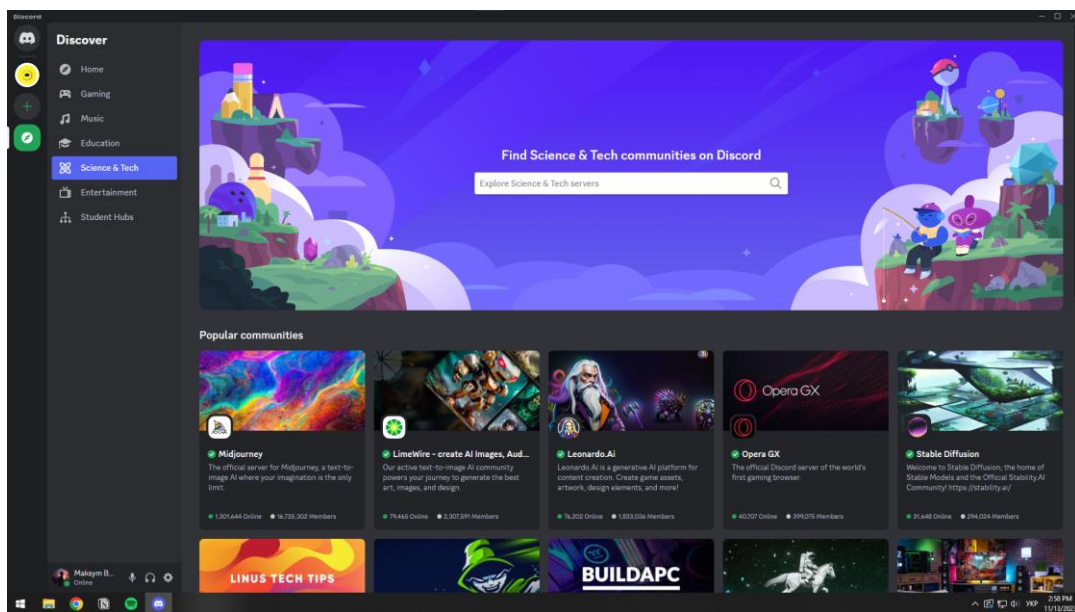 Discord
Discover
Home
Gaming
Music
Education
Science & Tech
Entertainment
Student Hubs
Find Science & Tech communities on Discord
Explore Science & Tech servers
Popular communities
Midjourney
The official server for Midjourney, a text-to-
image AI where your imagination is the only
limit.
1,301,644 Online 16,735,302 Members
LimeWire - create AI Images, Aud...
Our active text-to-image AI community
powers your journey to generate the best
art, images, and design.
79,465 Online 2,307,591 Members
Leonardo.Ai
Leonardo.Ai is a generative AI platform for
content creation. Create game assets,
artwork, design elements, and more!
76,202 Online 1,833,036 Members
Opera GX
Opera GX
The official Discord server of the world's
first gaming browser.
40,707 Online 399,075 Members
Stable Diffusion
Welcome to Stable Diffusion; the home of
Stable Models and the Official Stability.AI
Community! https://stability.ai/
31,648 Online 294,024 Members
LINUS TECH TIPS
BUILDAPC
Maksym B...
Online
УКР
2:58 PM